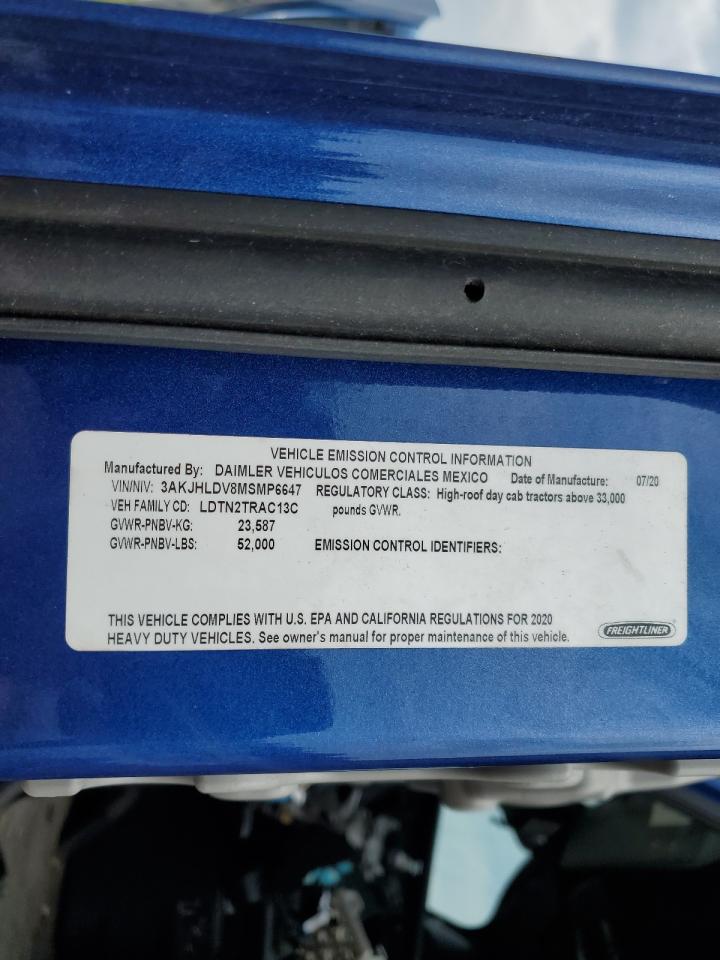 VEHICLE EMISSION CONTROL INFORMATION
Manufactured By: DAIMLER VEHICULOS COMERCIALES MEXICO Date of Manufacture: 07/20
VIN/NIV: 3AKJHLDV8MSMP6647 REGULATORY CLASS: High-roof day cab tractors above 33,000
VEH FAMILY CD: LDTN2TRAC13C pounds GVWR.
GVWR-PNBV-KG: 23,587
GVWR-PNBV-LBS: 52,000 EMISSION CONTROL IDENTIFIERS:
THIS VEHICLE COMPLIES WITH U.S. EPA AND CALIFORNIA REGULATIONS FOR 2020
HEAVY DUTY VEHICLES. See owner's manual for proper maintenance of this vehicle.
FREIGHTLINER